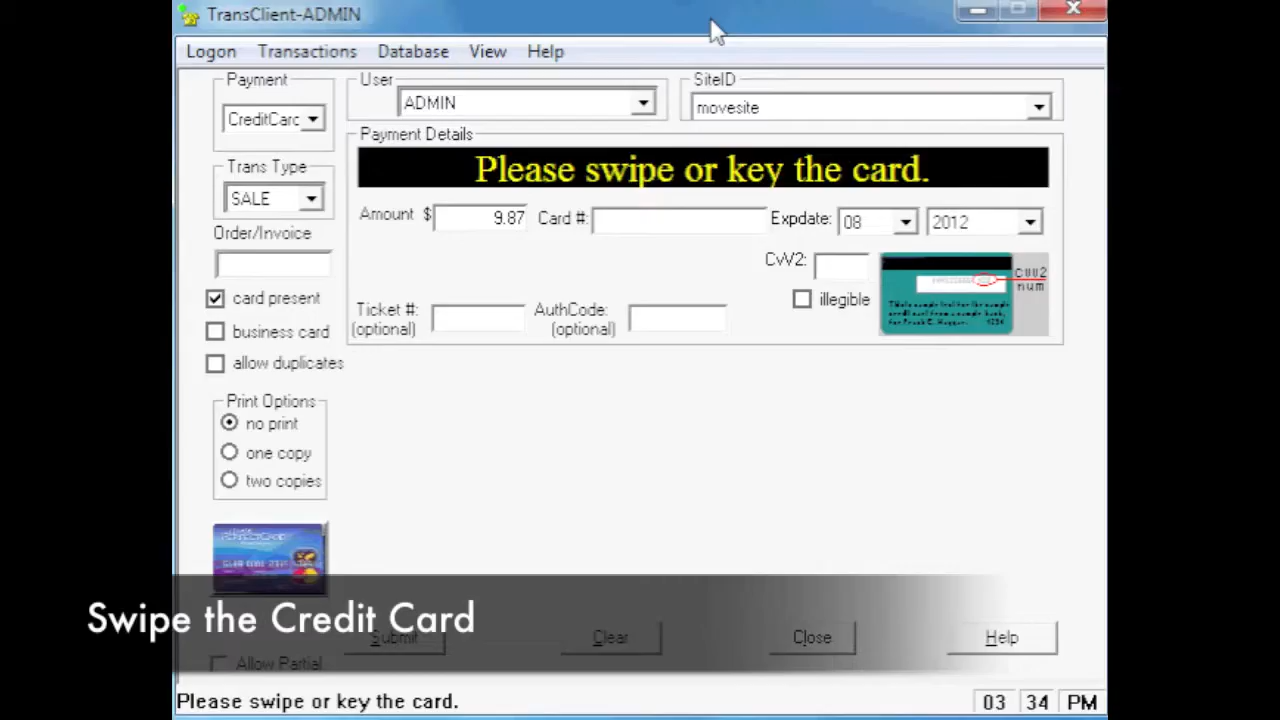 TransClient-ADMIN
Logon Transactions Database View Help
Payment
CreditCarc
User
ADMIN
SiteID
movesite
Payment Details
Please swipe or key the card.
Trans Type
SALE
Amount $ 9.87 Card #: Expdate: 08 2012
Order/Invoice
CvV2:
cvv2
num
illegible
card present
business card
allow duplicates
Ticket #:
(optional)
AuthCode:
(optional)
Print Options
no print
one copy
two copies
Swipe the Credit Card
Submit Clear Close Help
Allow Partial
Please swipe or key the card. 03 34 PM